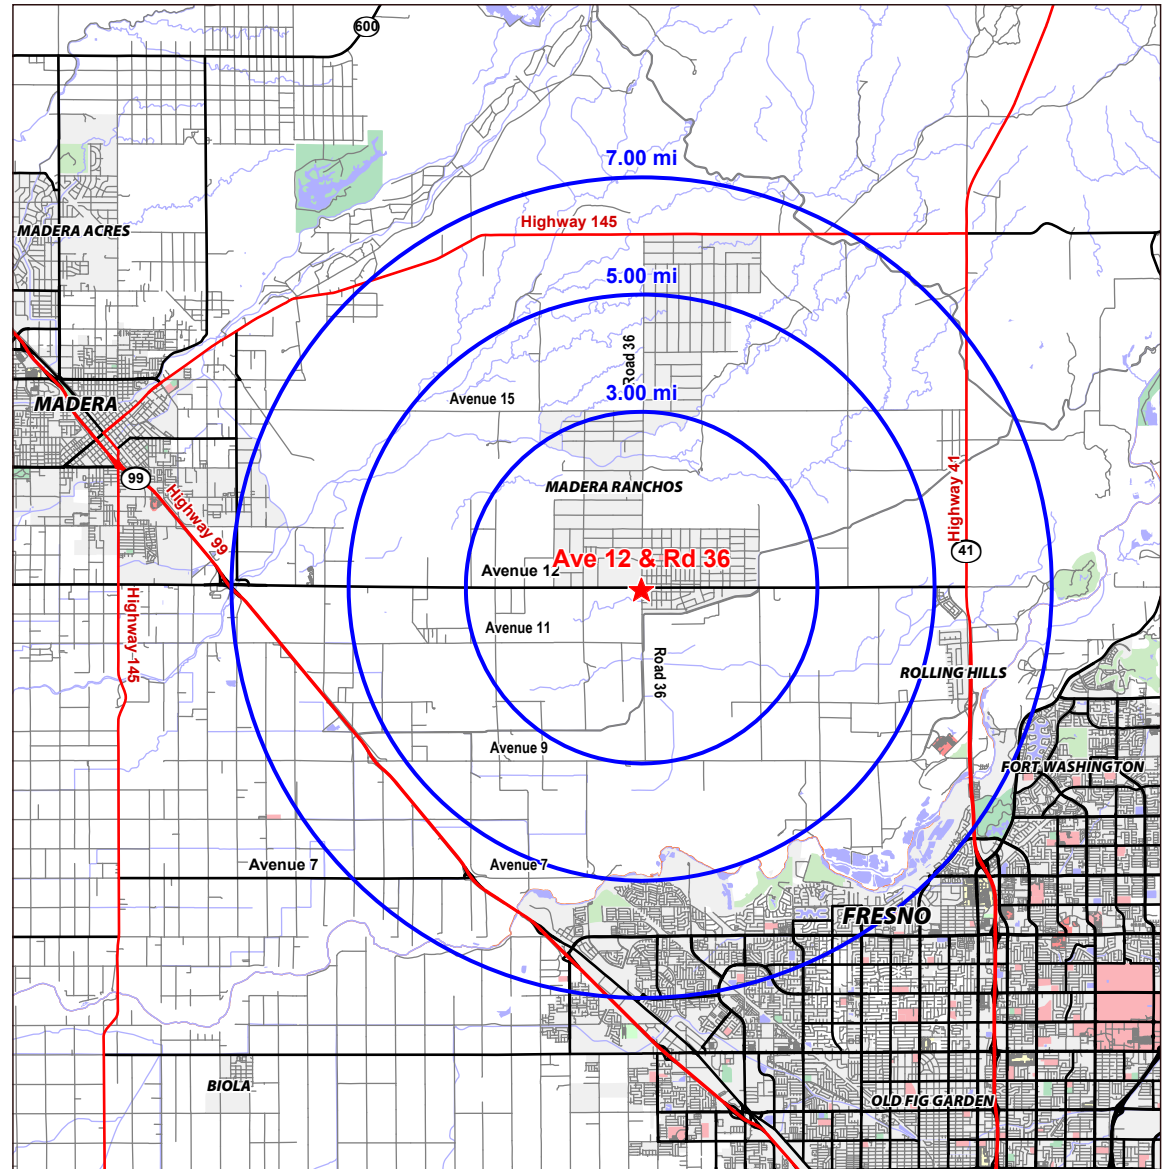 600
7.00 mi
Highway 145
MADERA ACRES
5.00 mi
Road 36
3.00 mi
Avenue 15
MADERA
99
Highway 99
MADERA RANCHOS
Highway 41
41
Ave 12 & Rd 36
Avenue 12
Avenue 11
Highway 145
Road 36
ROLLING HILLS
Avenue 9
FORT WASHINGTON
Avenue 7
Avenue 7
FRESNO
BIOLA
OLD FIG GARDEN